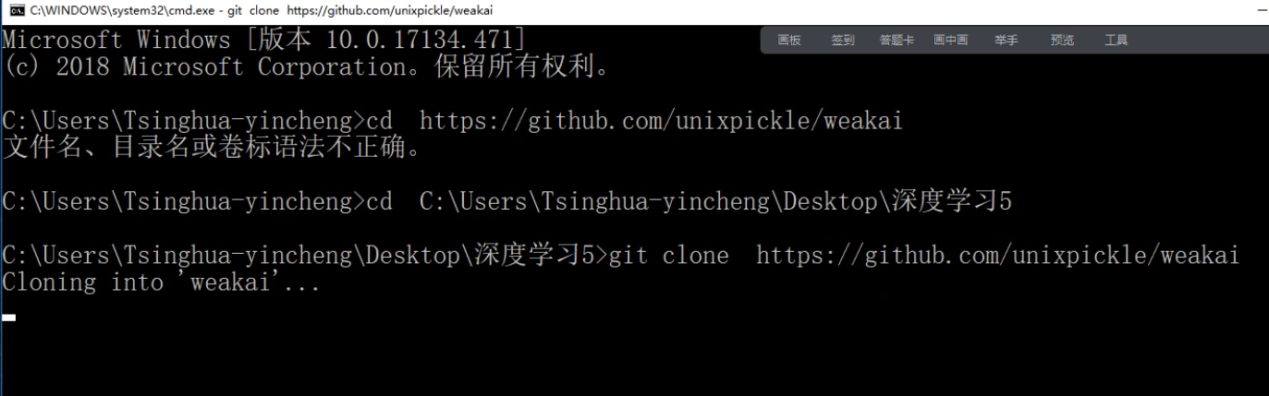 C:\WINDOWS\system32\cmd.exe - git  clone  https://github.com/unixpickle/weakai
Microsoft Windows [版本 10.0.17134.471]
画板 签到 答题卡 画中画 举手 预览 工具
(c) 2018 Microsoft Corporation。保留所有权利。
C:\Users\Tsinghua-yincheng>cd  https://github.com/unixpickle/weakai
文件名、目录名或卷标语法不正确。
C:\Users\Tsinghua-yincheng>cd  C:\Users\Tsinghua-yincheng\Desktop\深度学习5
C:\Users\Tsinghua-yincheng\Desktop\深度学习5>git clone  https://github.com/unixpickle/weakai
Cloning into 'weakai'...